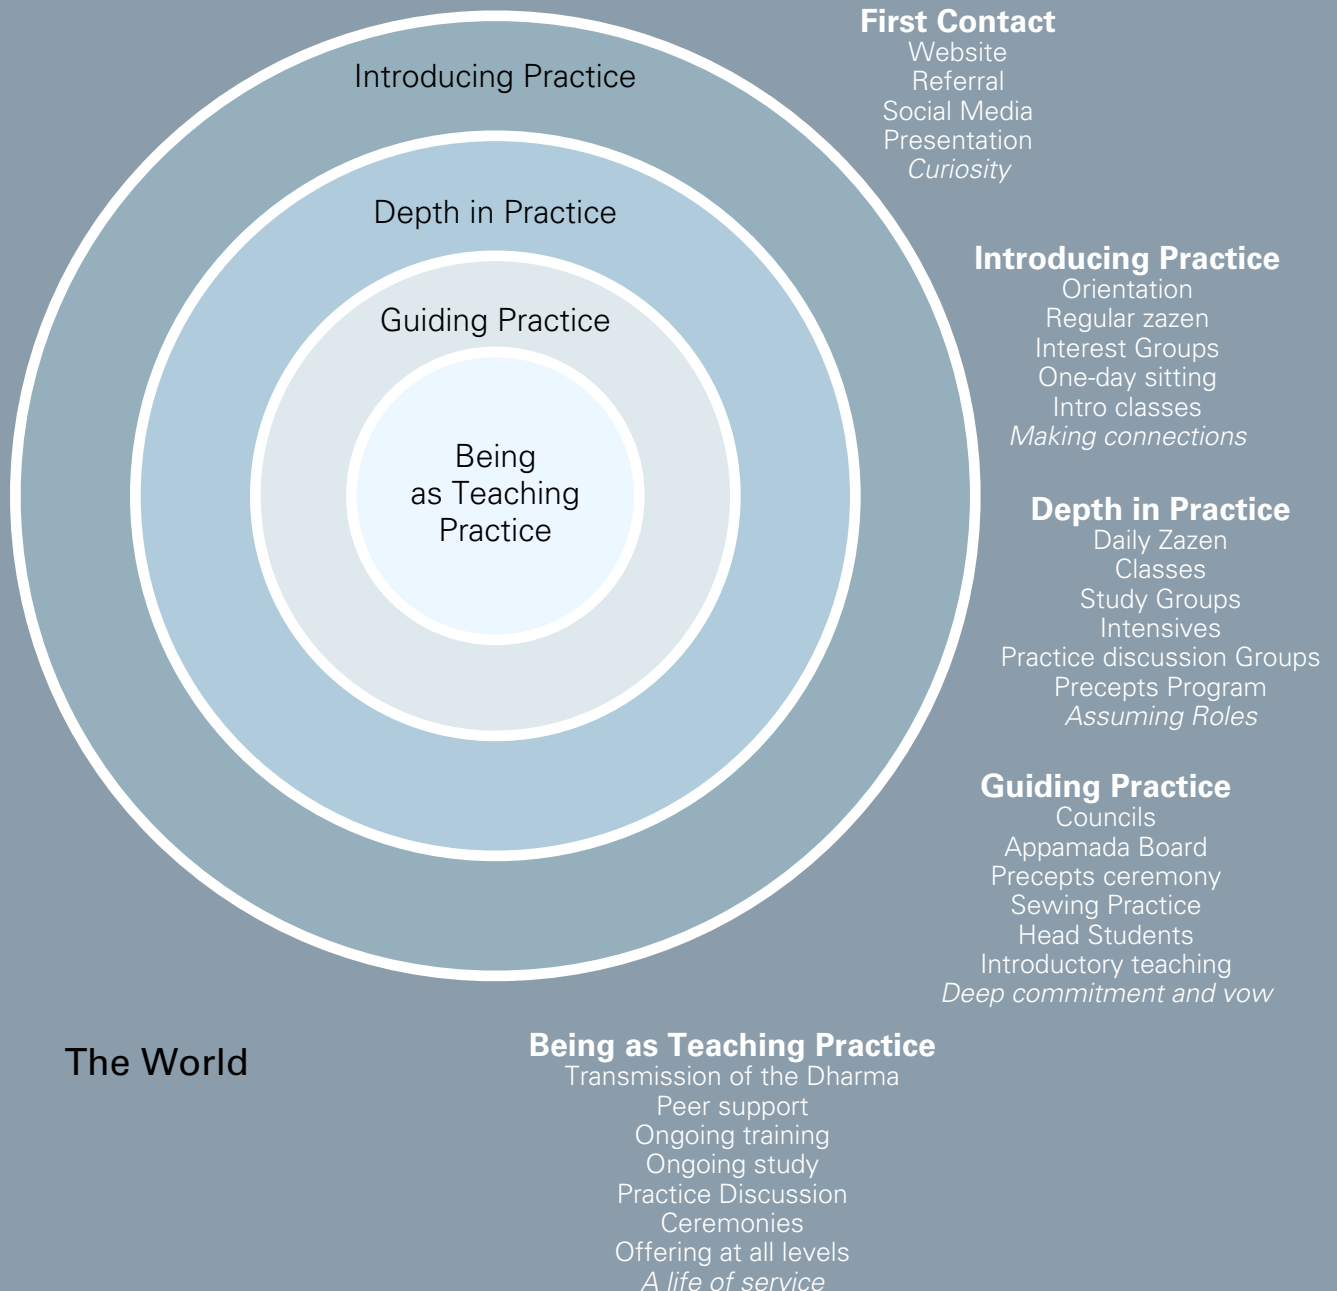 Introducing Practice
Depth in Practice
Guiding Practice
Being
as Teaching
Practice
The World
First Contact
Website
Referral
Social Media
Presentation
Curiosity
Introducing Practice
Orientation
Regular zazen
Interest Groups
One-day sitting
Intro classes
Making connections
Depth in Practice
Daily Zazen
Classes
Study Groups
Intensives
Practice discussion Groups
Precepts Program
Assuming Roles
Guiding Practice
Councils
Appamada Board
Precepts ceremony
Sewing Practice
Head Students
Introductory teaching
Deep commitment and vow
Being as Teaching Practice
Transmission of the Dharma
Peer support
Ongoing training
Ongoing study
Practice Discussion
Ceremonies
Offering at all levels
A life of service